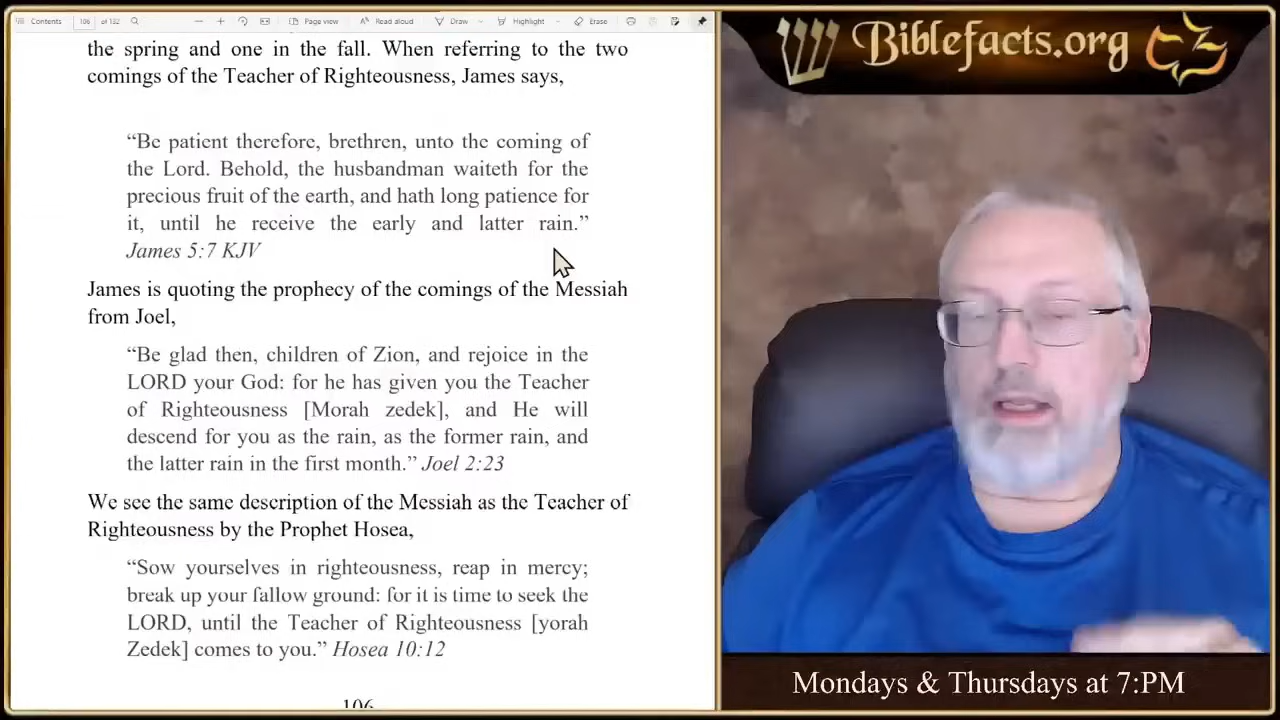 Contents
106
of 132
Page view
Read aloud
Draw
Highlight
Erase
the spring and one in the fall. When referring to the two
comings of the Teacher of Righteousness, James says,
“Be patient therefore, brethren, unto the coming of
the Lord. Behold, the husbandman waiteth for the
precious fruit of the earth, and hath long patience for
it, until he receive the early and latter rain.”
James 5:7 KJV
James is quoting the prophecy of the comings of the Messiah
from Joel,
“Be glad then, children of Zion, and rejoice in the
LORD your God: for he has given you the Teacher
of Righteousness [Morah zedek], and He will
descend for you as the rain, as the former rain, and
the latter rain in the first month.” Joel 2:23
We see the same description of the Messiah as the Teacher of
Righteousness by the Prophet Hosea,
“Sow yourselves in righteousness, reap in mercy;
break up your fallow ground: for it is time to seek the
LORD, until the Teacher of Righteousness [yorah
Zedek] comes to you.” Hosea 10:12
106
Biblefacts.org
Mondays & Thursdays at 7:PM